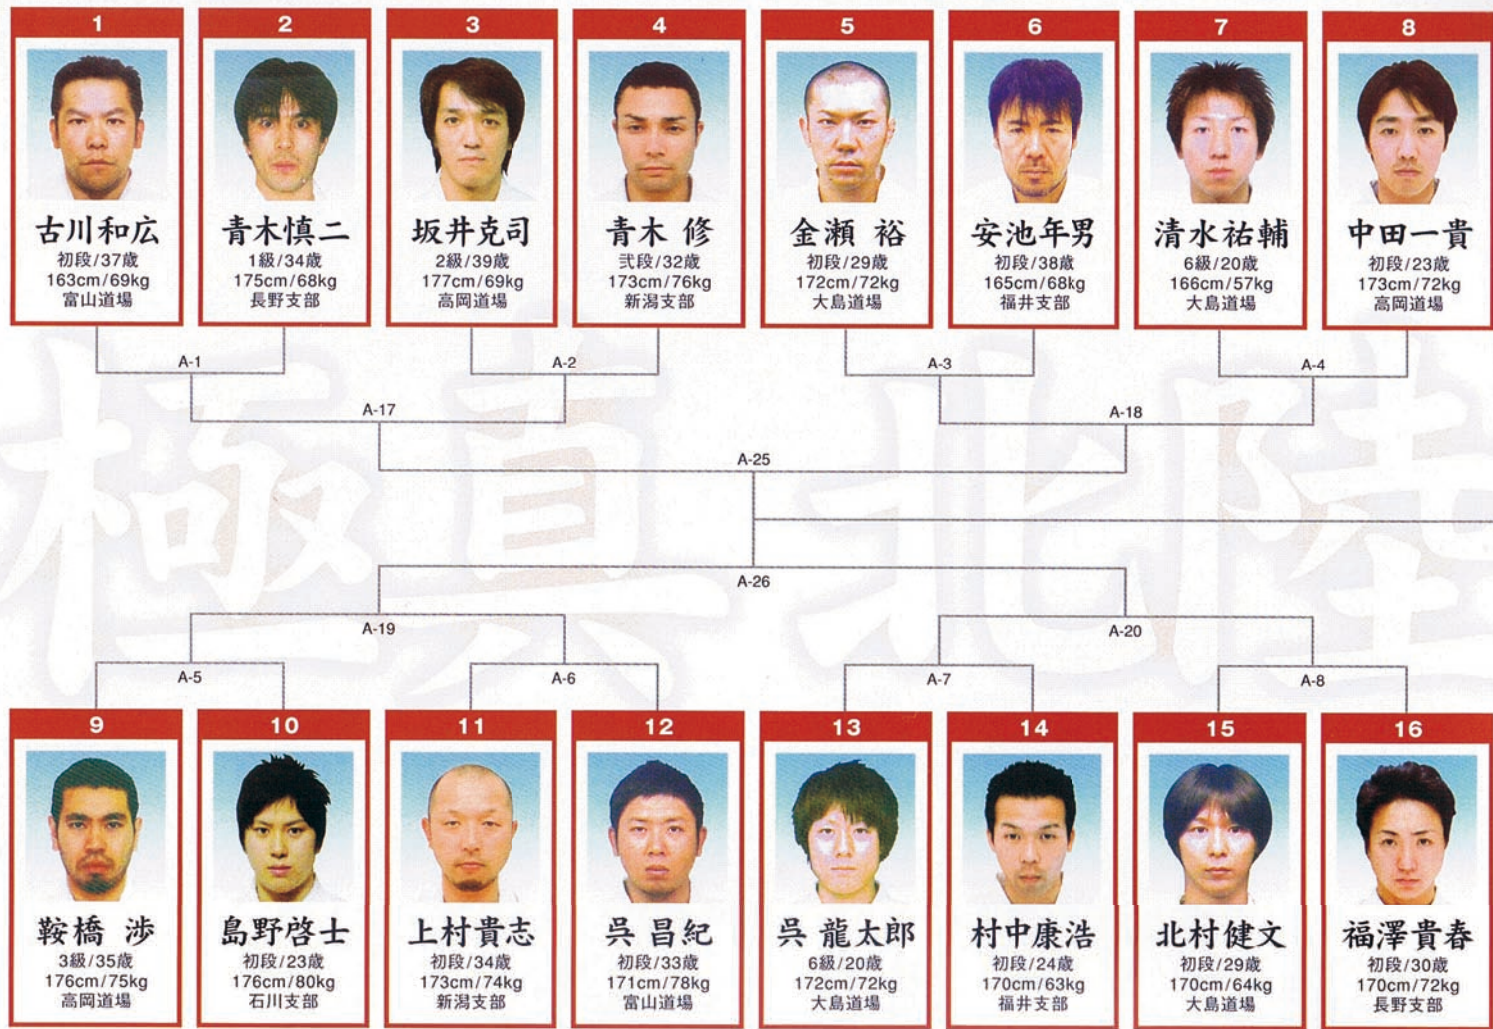 1
古川和広
初段/37歳
163cm/69kg
富山道場
2
青木慎二
1級/34歳
175cm/68kg
長野支部
3
坂井克司
2級/39歳
177cm/69kg
高岡道場
4
青木 修
弐段/32歳
173cm/76kg
新潟支部
5
金瀬 裕
初段/29歳
172cm/72kg
大島道場
6
安池年男
初段/38歳
165cm/68kg
福井支部
7
清水祐輔
6級/20歳
166cm/57kg
大島道場
8
中田一貴
初段/23歳
173cm/72kg
高岡道場
A-1
A-2
A-3
A-4
A-17
A-18
A-25
極真北陸
A-26
A-19
A-20
A-5
A-6
A-7
A-8
9
鞍橋 渉
3級/35歳
176cm/75kg
高岡道場
10
島野啓士
初段/23歳
176cm/80kg
石川支部
11
上村貴志
初段/34歳
173cm/74kg
新潟支部
12
呉 昌紀
初段/33歳
171cm/78kg
富山道場
13
呉 龍太郎
6級/20歳
172cm/72kg
大島道場
14
村中康浩
初段/24歳
170cm/63kg
福井支部
15
北村健文
初段/29歳
170cm/64kg
大島道場
16
福澤貴春
初段/30歳
170cm/72kg
長野支部